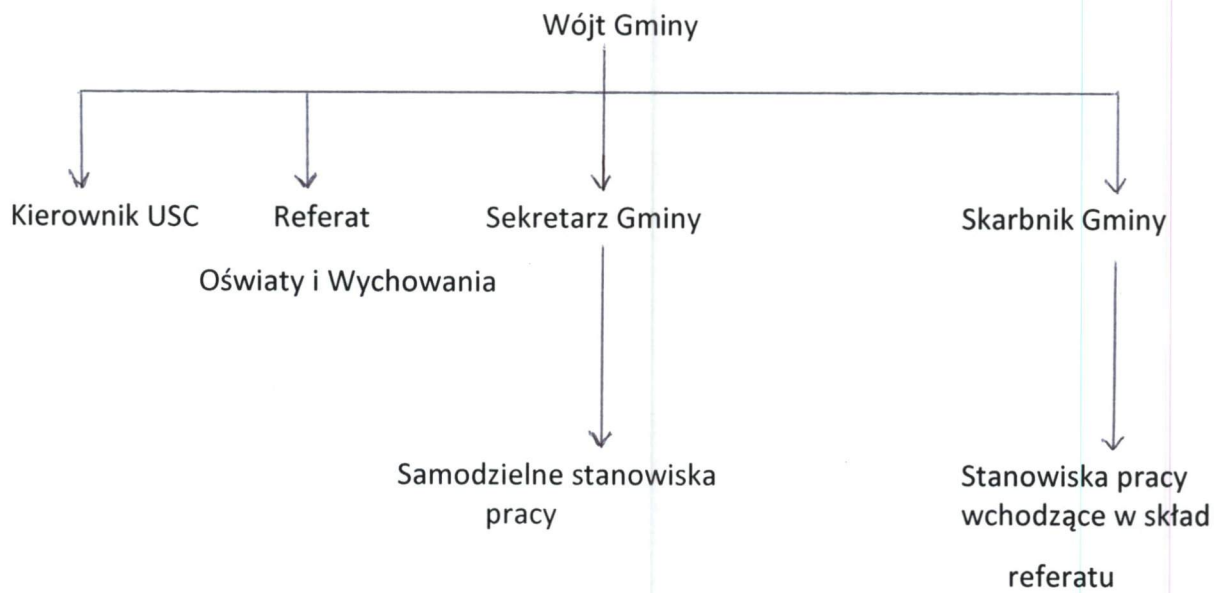 Wójt Gminy
Kierownik USC
Referat
Oświaty i Wychowania
Sekretarz Gminy
Skarbnik Gminy
Samodzielne stanowiska
pracy
Stanowiska pracy
wchodzące w skład
referatu